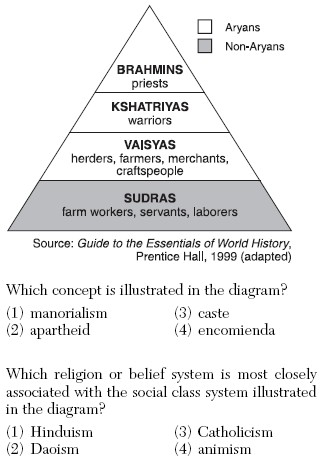 Aryans
Non-Aryans
BRAHMINS
priests
KSHATRIYAS
warriors
VAISYAS
herders, farmers, merchants,
craftspeople
SUDRAS
farm workers, servants, laborers
Source: Guide to the Essentials of World History,
Prentice Hall, 1999 (adapted)
Which concept is illustrated in the diagram?
(1) manorialism (3) caste
(2) apartheid (4) encomienda
Which religion or belief system is most closely
associated with the social class system illustrated
in the diagram?
(1) Hinduism (3) Catholicism
(2) Daoism (4) animism